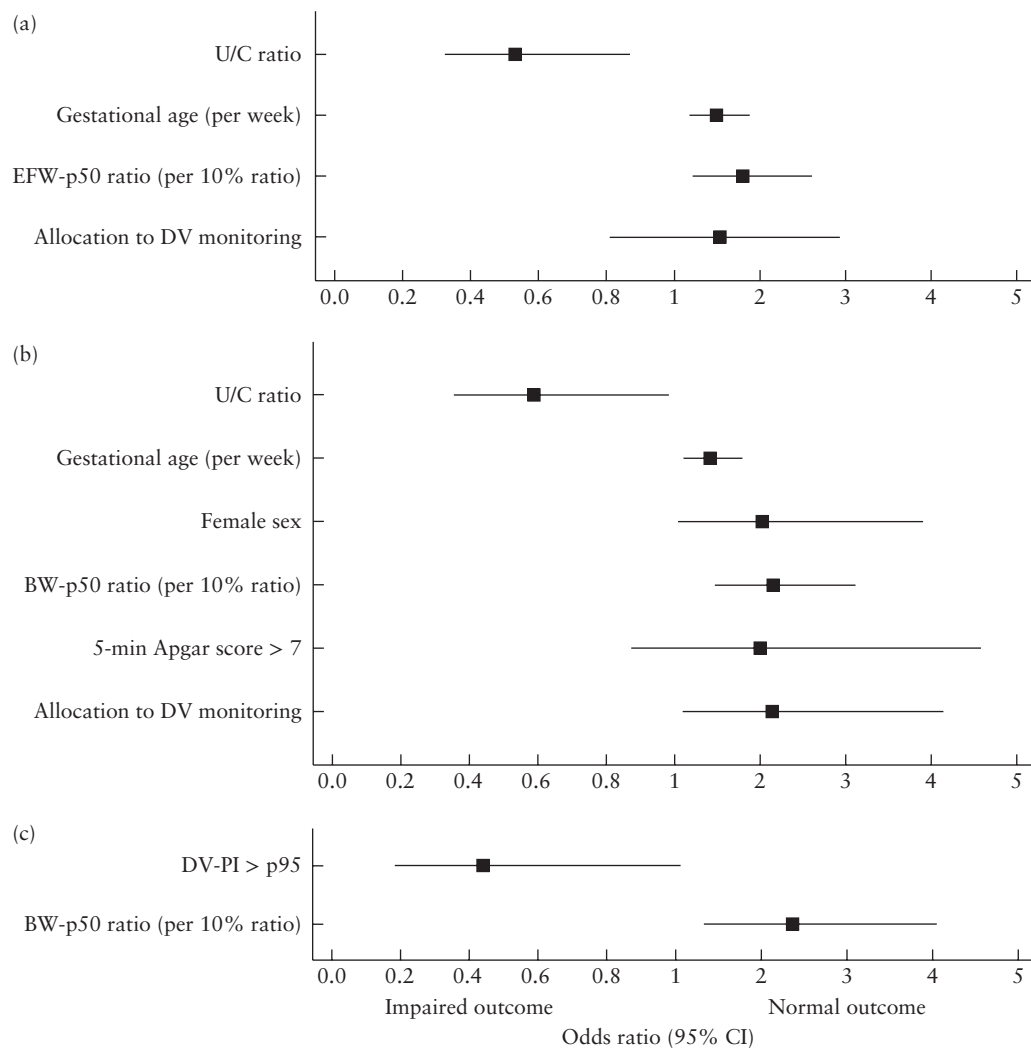 (a)
U/C ratio
Gestational age (per week)
EFW-p50 ratio (per 10% ratio)
Allocation to DV monitoring
0.0 0.2 0.4 0.6 0.8 1 2 3 4 5
(b)
U/C ratio
Gestational age (per week)
Female sex
BW-p50 ratio (per 10% ratio)
5-min Apgar score > 7
Allocation to DV monitoring
0.0 0.2 0.4 0.6 0.8 1 2 3 4 5
(c)
DV-PI > p95
BW-p50 ratio (per 10% ratio)
0.0 0.2 0.4 0.6 0.8 1 2 3 4 5
Impaired outcome Normal outcome
Odds ratio (95% CI)